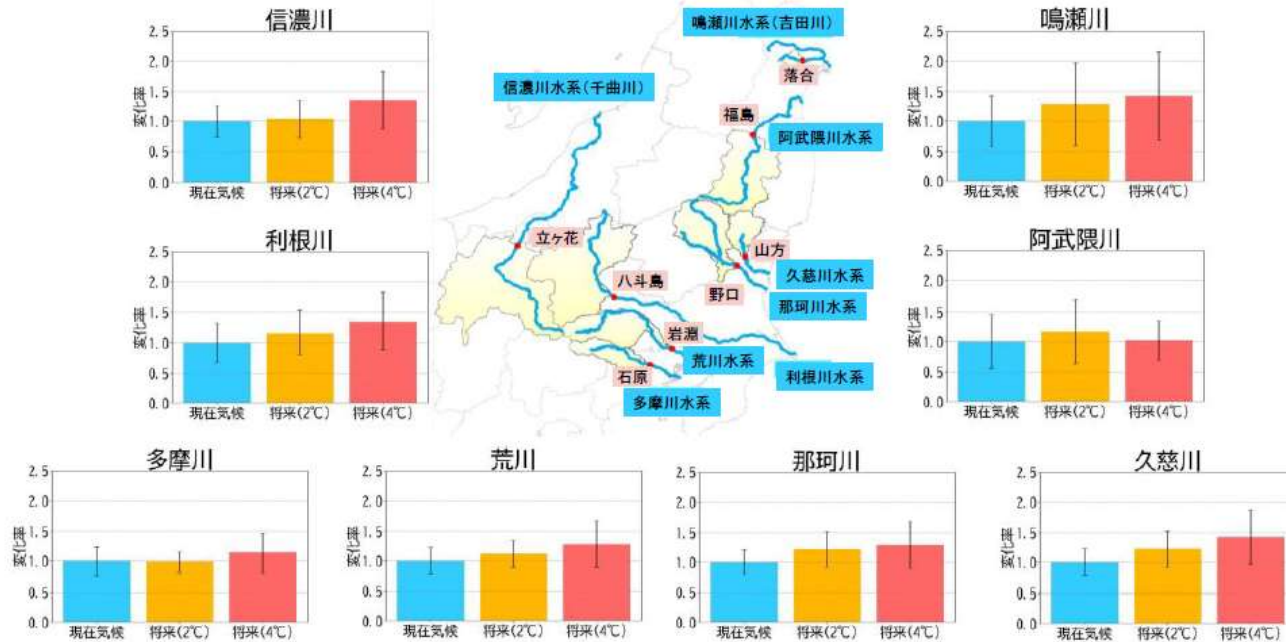 信濃川
2.5
2.0
1.5
1.0
0.5
0.0
変化率
現在気候 将来(2℃) 将来(4℃)
利根川
2.5
2.0
1.5
1.0
0.5
0.0
変化率
現在気候 将来(2℃) 将来(4℃)
鳴瀬川水系(吉田川)
落合
信濃川水系(千曲川)
福島
阿武隈川水系
立ヶ花
山方
八斗島
久慈川水系
野口
那珂川水系
岩淵
荒川水系
石原
利根川水系
多摩川水系
鳴瀬川
2.5
2.0
1.5
1.0
0.5
0.0
変化率
現在気候 将来(2℃) 将来(4℃)
阿武隈川
2.5
2.0
1.5
1.0
0.5
0.0
変化率
現在気候 将来(2℃) 将来(4℃)
多摩川
2.5
2.0
1.5
1.0
0.5
0.0
変化率
現在気候 将来(2℃) 将来(4℃)
荒川
2.5
2.0
1.5
1.0
0.5
0.0
変化率
現在気候 将来(2℃) 将来(4℃)
那珂川
2.5
2.0
1.5
1.0
0.5
0.0
変化率
現在気候 将来(2℃) 将来(4℃)
久慈川
2.5
2.0
1.5
1.0
0.5
0.0
変化率
現在気候 将来(2℃) 将来(4℃)